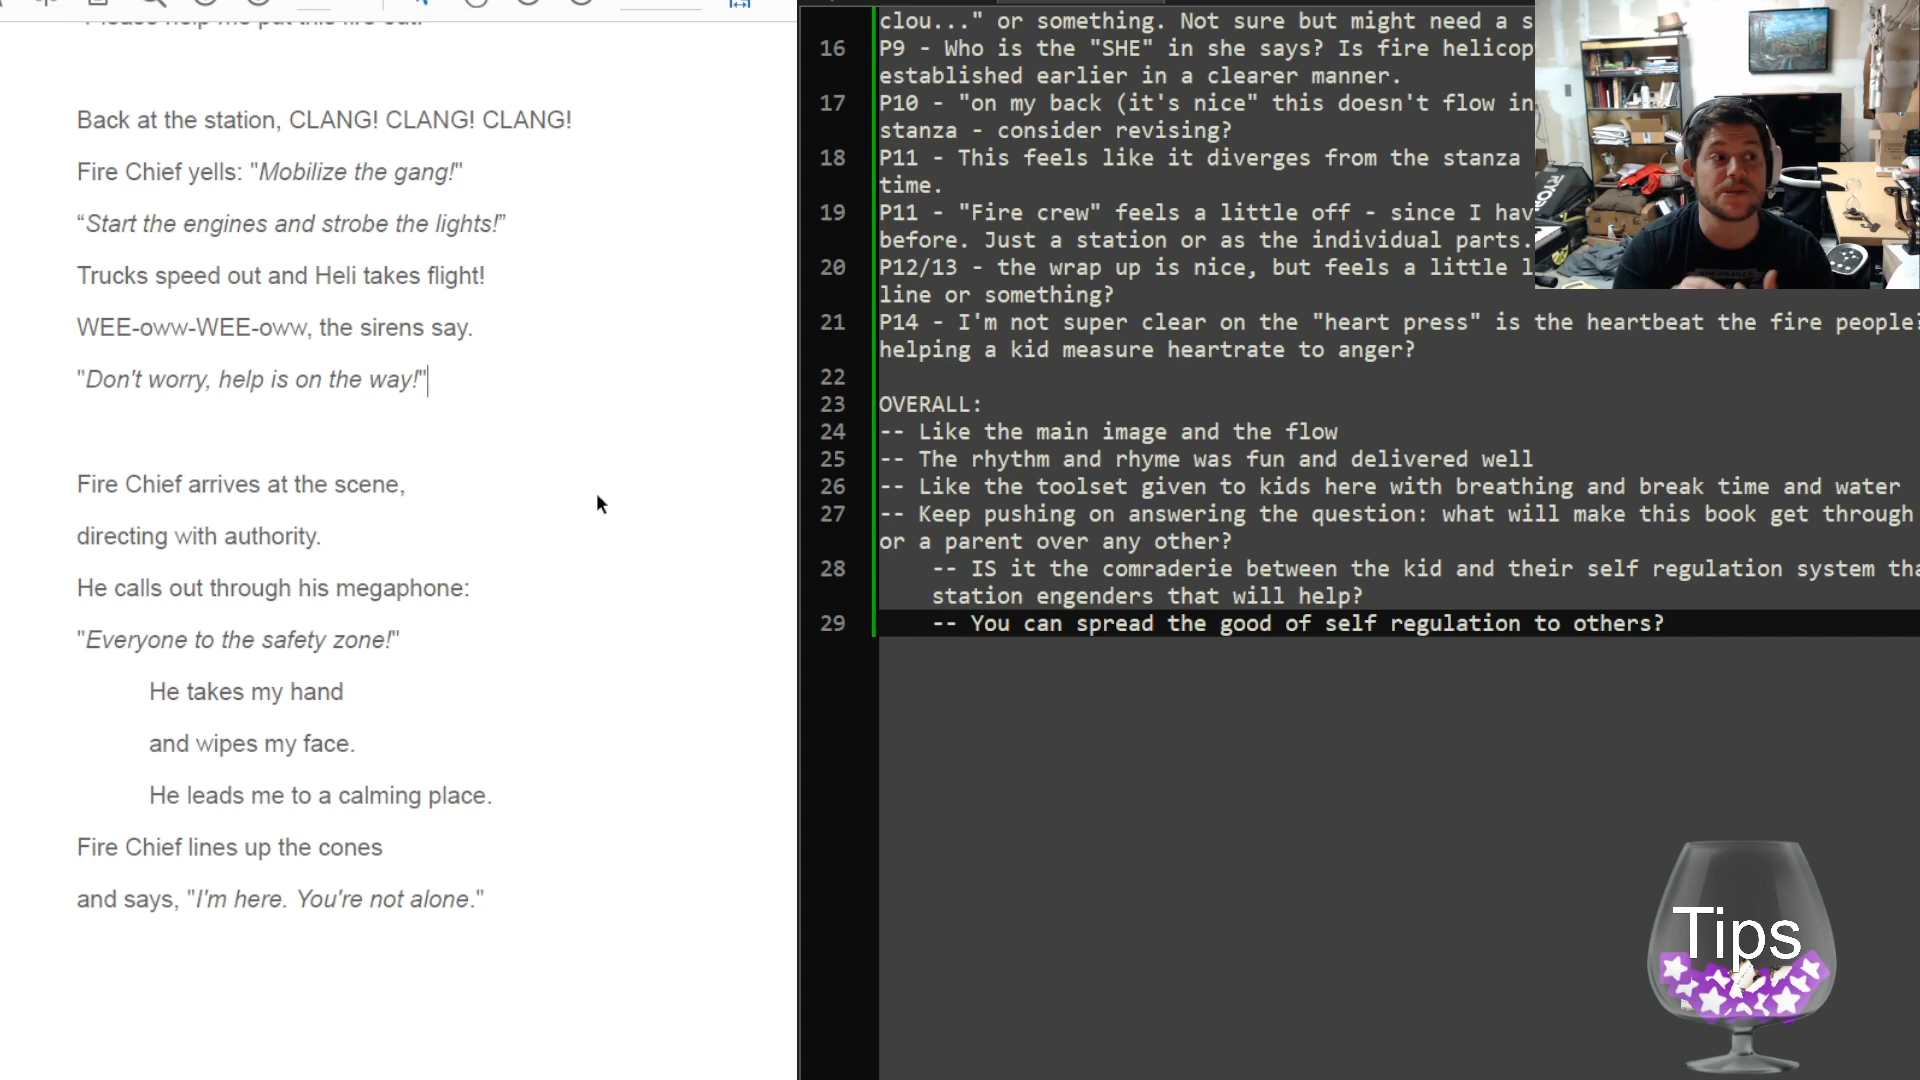 "Please help me put this fire out!"
Back at the station, CLANG! CLANG! CLANG!
Fire Chief yells: "Mobilize the gang!"
“Start the engines and strobe the lights!”
Trucks speed out and Heli takes flight!
WEE-oww-WEE-oww, the sirens say.
"Don't worry, help is on the way!"
Fire Chief arrives at the scene,
directing with authority.
He calls out through his megaphone:
"Everyone to the safety zone!"
He takes my hand
and wipes my face.
He leads me to a calming place.
Fire Chief lines up the cones
and says, "I'm here. You're not alone."
clou..." or something. Not sure but might need a s
16 P9 - Who is the "SHE" in she says? Is fire helicop
established earlier in a clearer manner.
17 P10 - "on my back (it's nice" this doesn't flow in
stanza - consider revising?
18 P11 - This feels like it diverges from the stanza
time.
19 P11 - "Fire crew" feels a little off - since I hav
before. Just a station or as the individual parts.
20 P12/13 - the wrap up is nice, but feels a little l
line or something?
21 P14 - I'm not super clear on the "heart press" is the heartbeat the fire people?
helping a kid measure heartrate to anger?
22
23 OVERALL:
24 -- Like the main image and the flow
25 -- The rhythm and rhyme was fun and delivered well
26 -- Like the toolset given to kids here with breathing and break time and water
27 -- Keep pushing on answering the question: what will make this book get through
or a parent over any other?
28 -- IS it the comraderie between the kid and their self regulation system tha
station engenders that will help?
29 -- You can spread the good of self regulation to others?
RYOBI
Tips